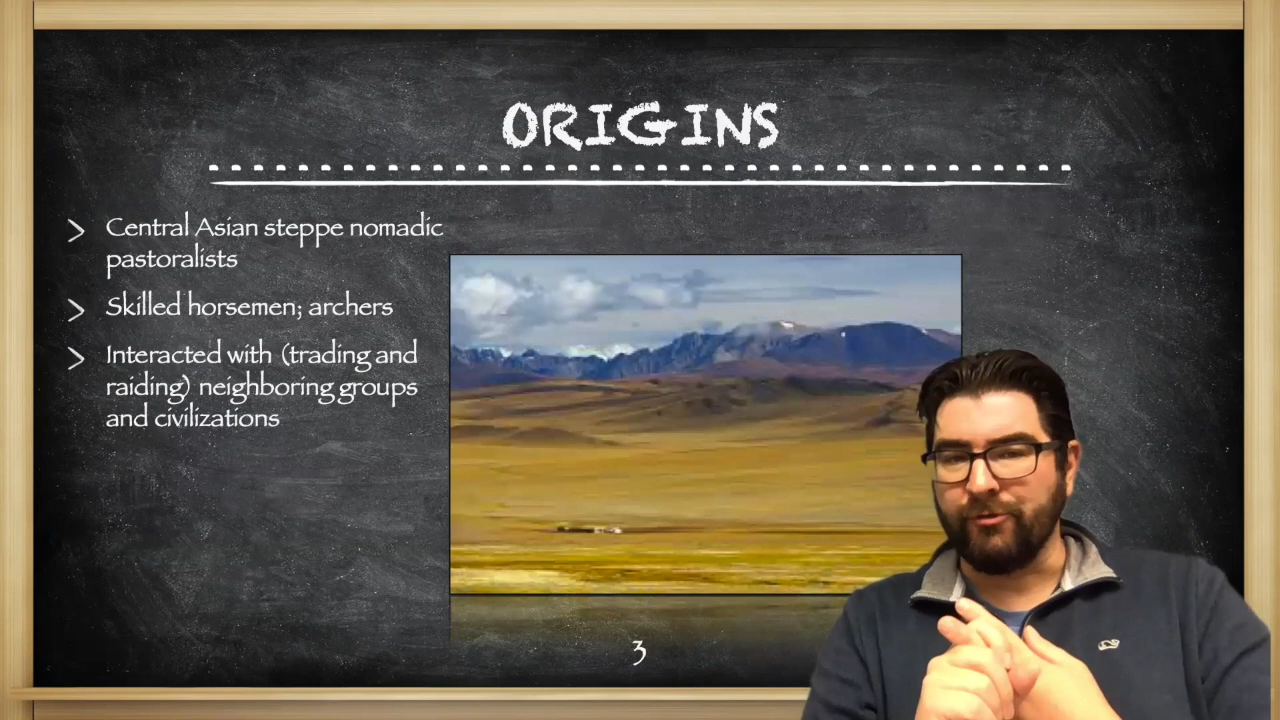 ORIGINS
Central Asian steppe nomadic
pastoralists
Skilled horsemen; archers
Interacted with (trading and
raiding) neighboring groups
and civilizations
3